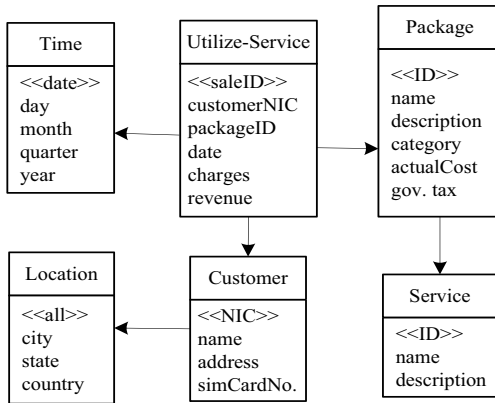 Time
<<date>>
day
month
quarter
year
Utilize-Service
<<saleID>>
customerNIC
packageID
date
charges
revenue
Package
<<ID>>
name
description
category
actualCost
gov. tax
Location
<<all>>
city
state
country
Customer
<<NIC>>
name
address
simCardNo.
Service
<<ID>>
name
description